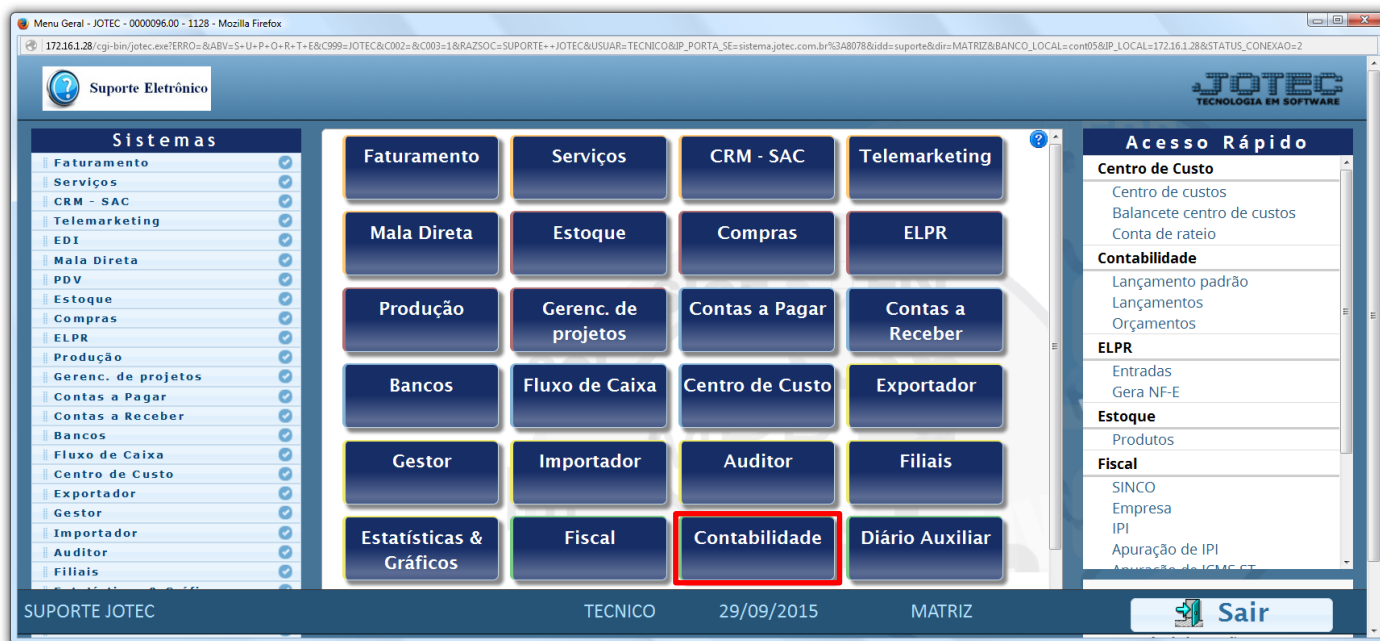 Menu Geral - JOTEC - 0000096.00 - 1128 - Mozilla Firefox
172.16.1.28/cgi-bin/jotec.exe?ERRO=&ABV=S+U+P+O+R+T+E&C999=JOTEC&C002=&C003=1&RAZSOC=SUPORTE++JOTEC&USUAR=TECNICO&IP_PORTA_SE=sistema.jotec.com.br%3A8078&idd=suporte&dir=MATRIZ&BANCO_LOCAL=cont05&IP_LOCAL=172.16.1.28&STATUS_CONEXAO=2
Suporte Eletrônico
JOTEC
TECNOLOGIA EM SOFTWARE
Sistemas
Faturamento
Serviços
CRM - SAC
Telemarketing
EDI
Mala Direta
PDV
Estoque
Compras
ELPR
Produção
Gerenc. de projetos
Contas a Pagar
Contas a Receber
Bancos
Fluxo de Caixa
Centro de Custo
Exportador
Gestor
Importador
Auditor
Filiais
Faturamento
Serviços
CRM - SAC
Telemarketing
Mala Direta
Estoque
Compras
ELPR
Produção
Gerenc. de
projetos
Contas a Pagar
Contas a
Receber
Bancos
Fluxo de Caixa
Centro de Custo
Exportador
Gestor
Importador
Auditor
Filiais
Estatísticas &
Gráficos
Fiscal
Contabilidade
Diário Auxiliar
Acesso Rápido
Centro de Custo
Centro de custos
Balancete centro de custos
Conta de rateio
Contabilidade
Lançamento padrão
Lançamentos
Orçamentos
ELPR
Entradas
Gera NF-E
Estoque
Produtos
Fiscal
SINCO
Empresa
IPI
Apuração de IPI
Apuração de ICMS ST
SUPORTE JOTEC
TECNICO
29/09/2015
MATRIZ
Sair